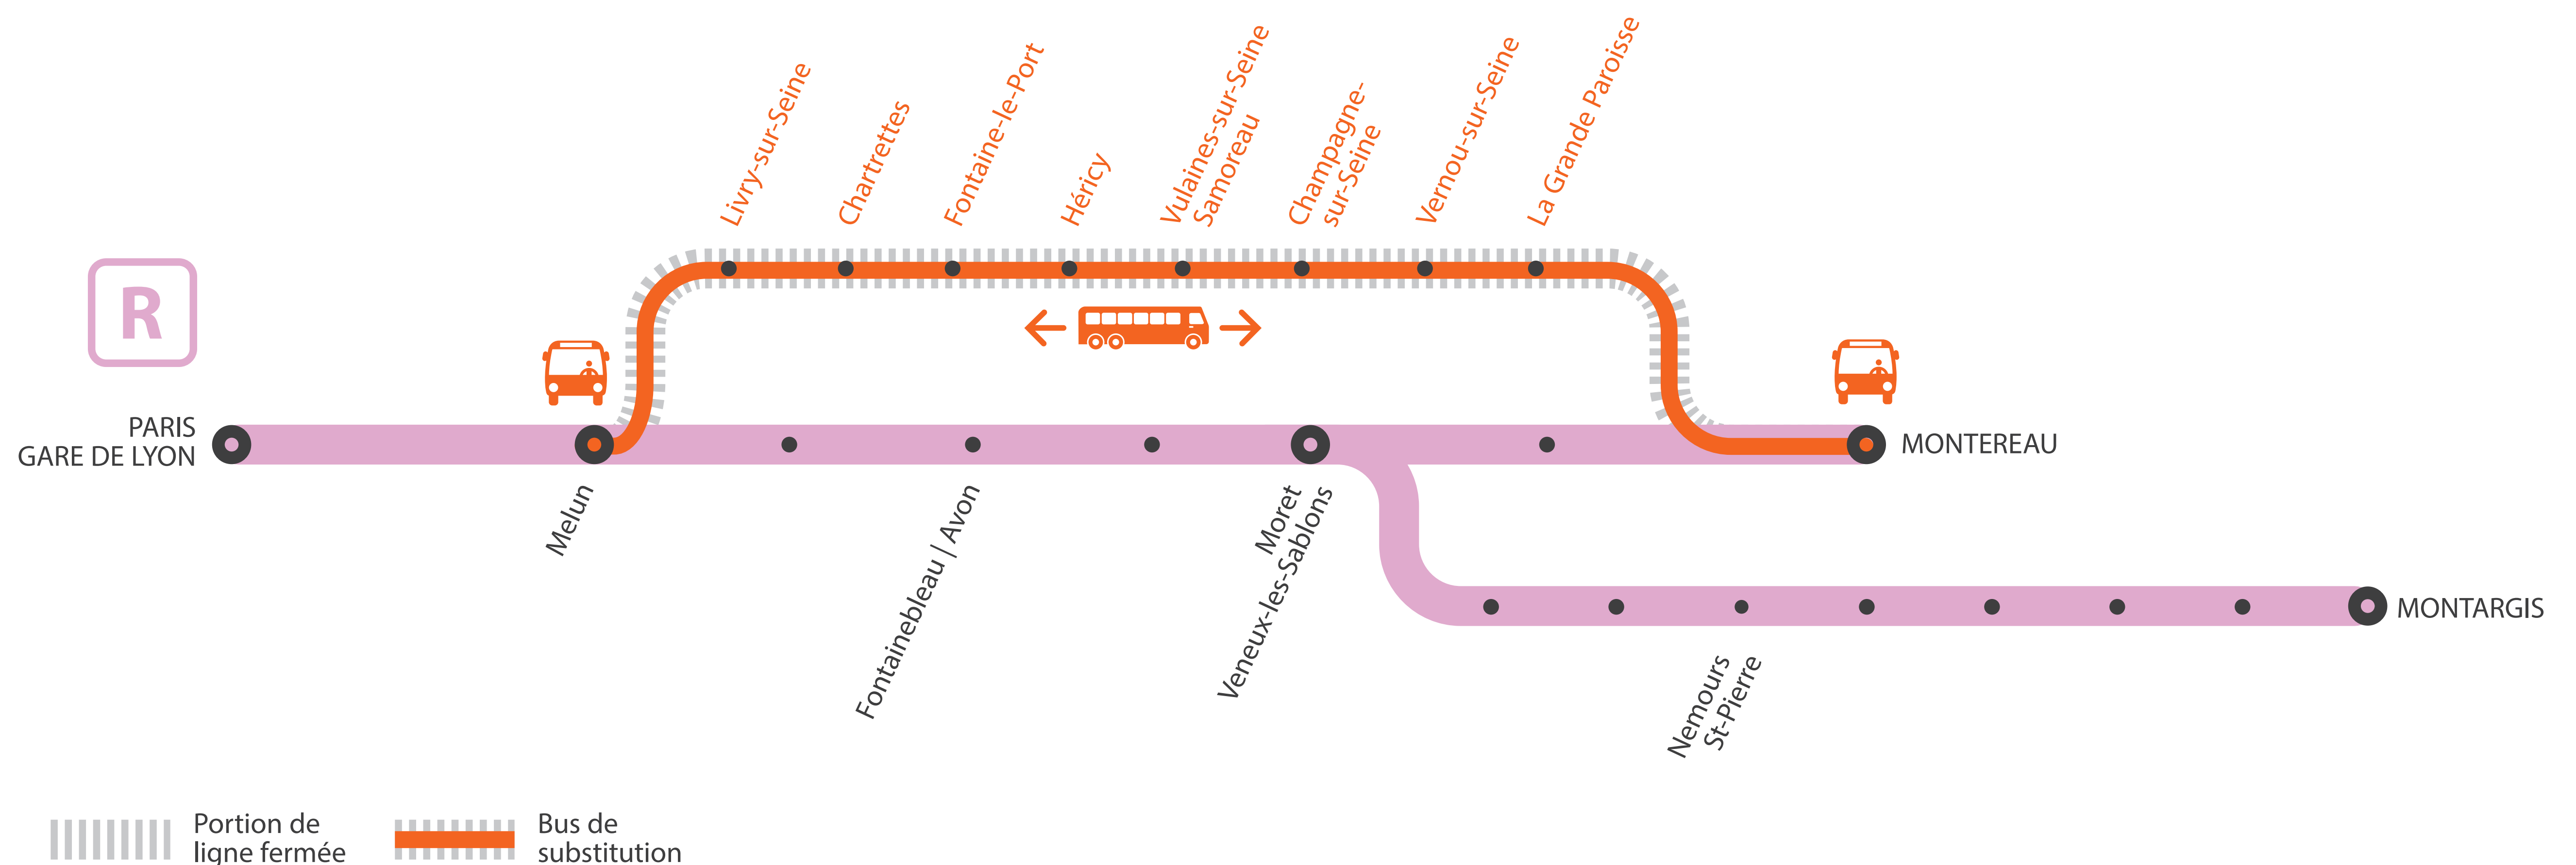 Livry-sur-Seine
Chartrettes
Fontaine-le-Port
Héricy
Vulaines-sur-Seine
Samoreau
Champagne-
sur-Seine
Vernou-sur-Seine
La Grande Paroisse
R
PARIS
GARE DE LYON
MONTEREAU
Melun
Fontainebleau | Avon
Moret
Veneux-les-Sablons
MONTARGIS
Nemours
St-Pierre
Portion de
ligne fermée
Bus de
substitution